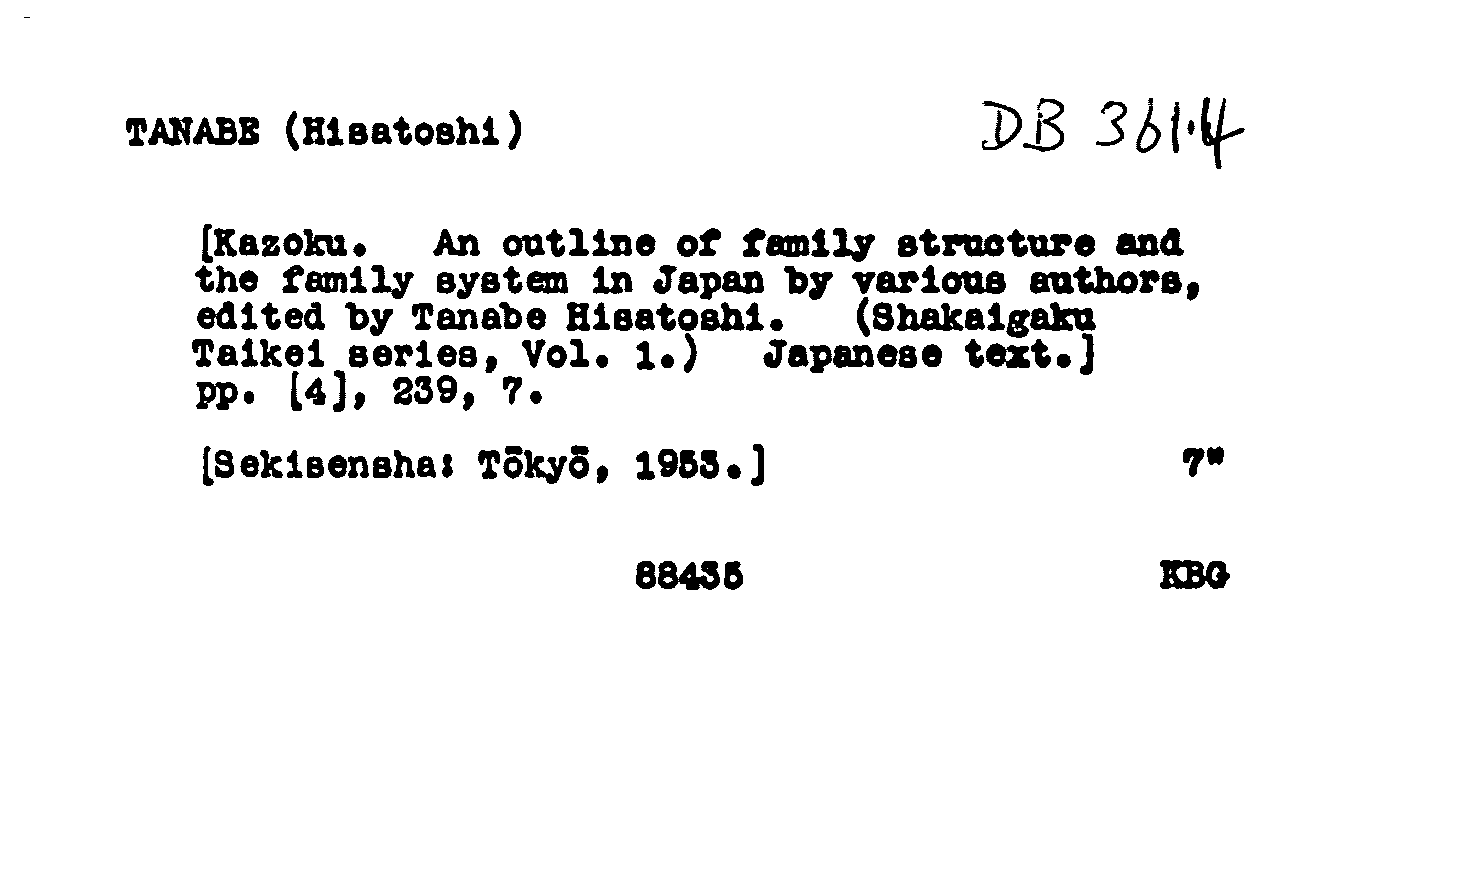 TANABE (Hisatoshi) DB 361.4
[Kazoku. An outline of family structure and
the family system in Japan by various authors,
edited by Tanabe Hisatoshi. (Shakaigaku
Taikei series, Vol. 1.) Japanese text.]
pp. [4], 239, 7.
[Sekisensha: Tōkyō, 1953.] 7"
88435 KBG